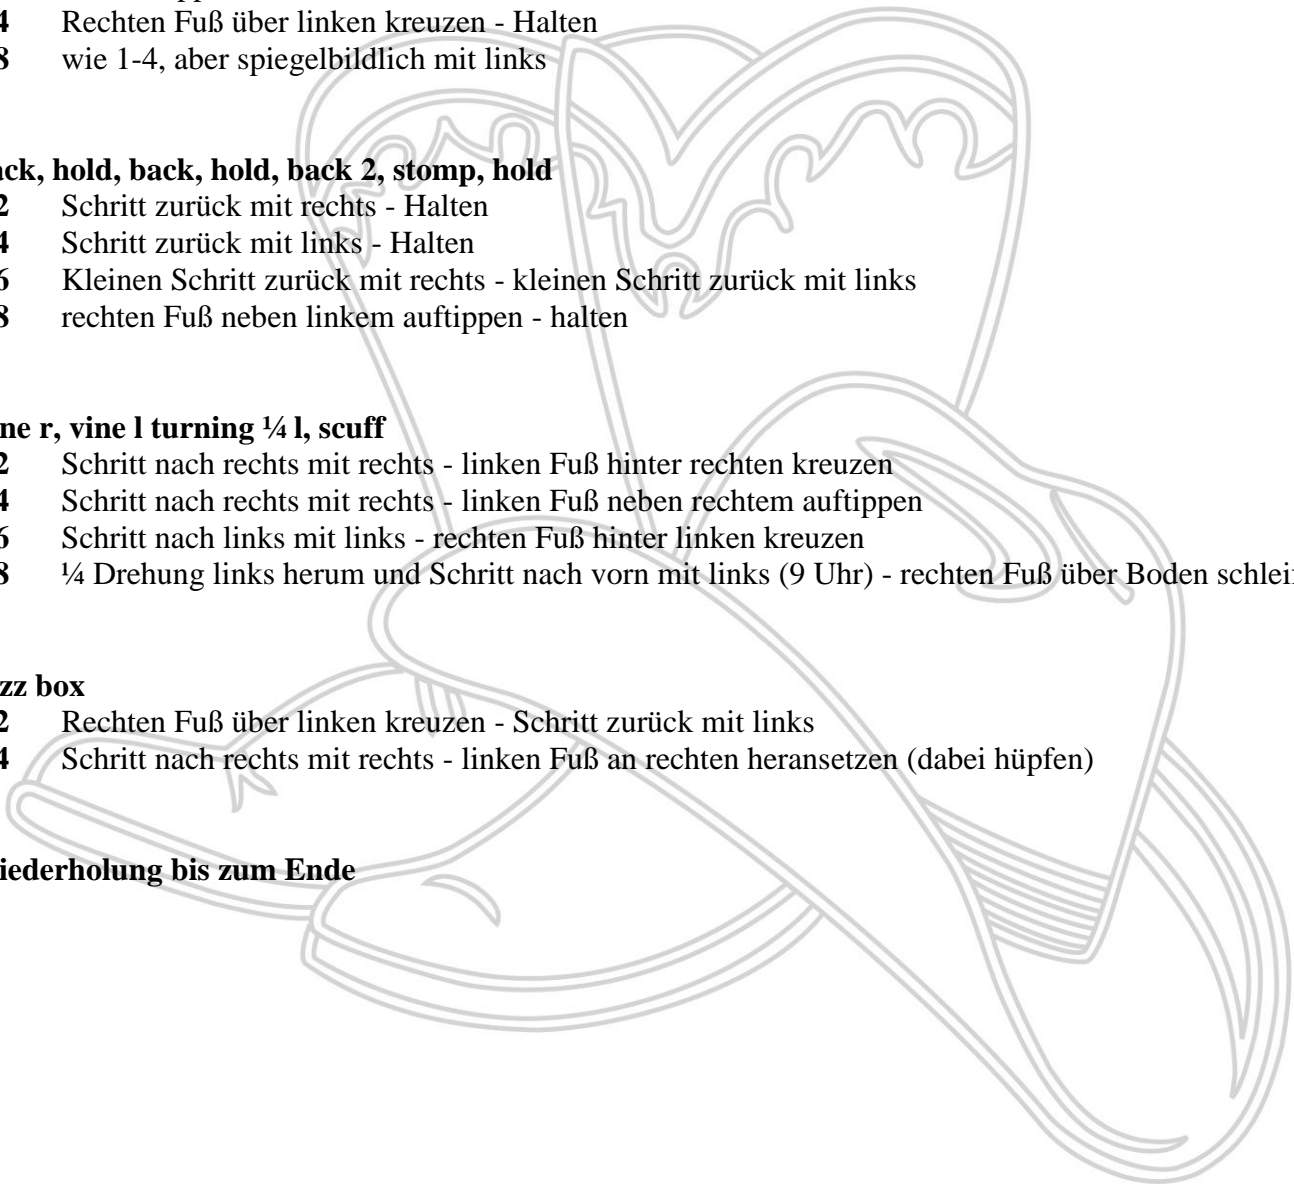 4 Rechten Fuß über linken kreuzen - Halten
8 wie 1-4, aber spiegelbildlich mit links
ack, hold, back, hold, back 2, stomp, hold
2 Schritt zurück mit rechts - Halten
4 Schritt zurück mit links - Halten
6 Kleinen Schritt zurück mit rechts - kleinen Schritt zurück mit links
8 rechten Fuß neben linkem auftippen - halten
ne r, vine l turning ¼ l, scuff
2 Schritt nach rechts mit rechts - linken Fuß hinter rechten kreuzen
4 Schritt nach rechts mit rechts - linken Fuß neben rechtem auftippen
6 Schritt nach links mit links - rechten Fuß hinter linken kreuzen
8 ¼ Drehung links herum und Schritt nach vorn mit links (9 Uhr) - rechten Fuß über Boden schlei
zz box
2 Rechten Fuß über linken kreuzen - Schritt zurück mit links
4 Schritt nach rechts mit rechts - linken Fuß an rechten heransetzen (dabei hüpfen)
iederholung bis zum Ende